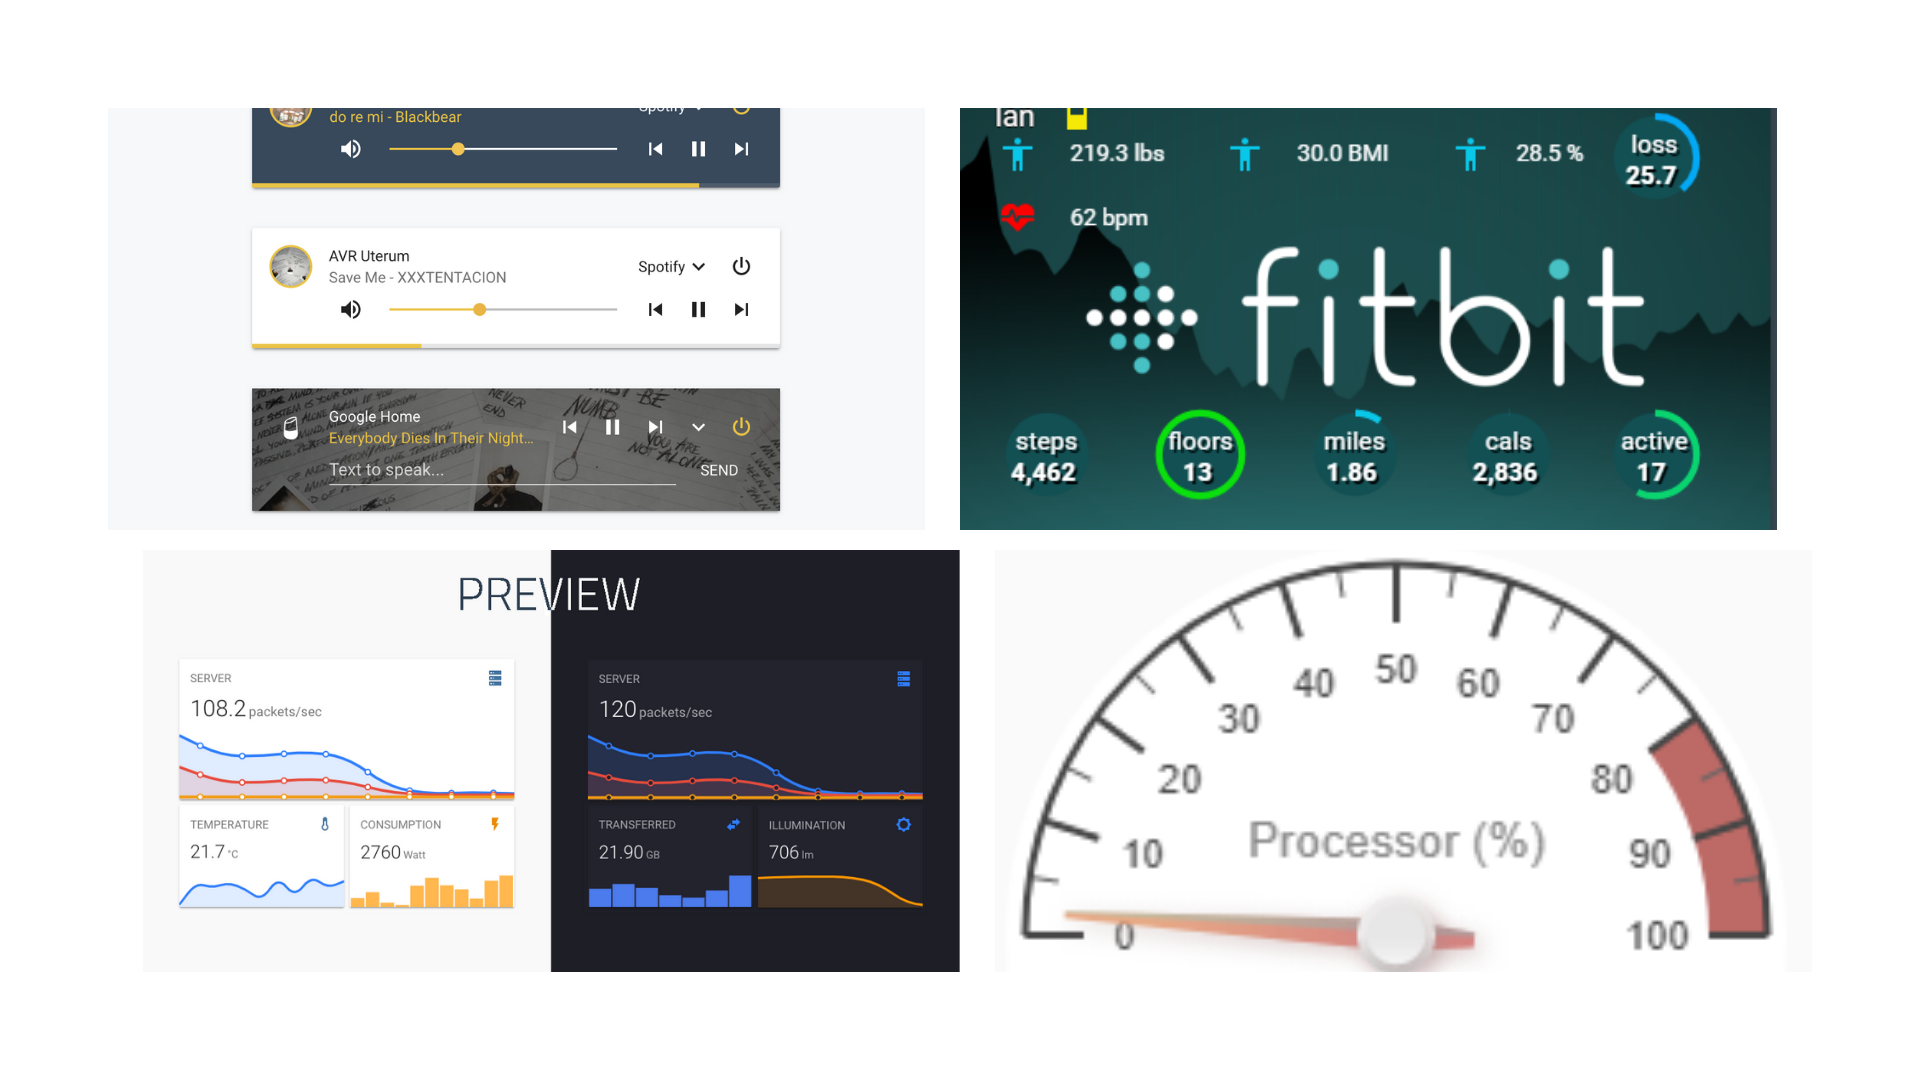 Spotify
do re mi - Blackbear
AVR Uterum
Save Me - XXXTENTACION
Spotify
NEVER
END
Google Home
Everybody Dies In Their Night...
Text to speak...
SEND
Ian
219.3 lbs
30.0 BMI
28.5 %
loss
25.7
62 bpm
fitbit
steps
4,462
floors
13
miles
1.86
cals
2,836
active
17
PREVIEW
SERVER
108.2 packets/sec
TEMPERATURE
21.7 °C
CONSUMPTION
2760 Watt
SERVER
120 packets/sec
TRANSFERRED
21.90 GB
ILLUMINATION
706 lm
0
10
20
30
40
50
60
70
80
90
100
Processor (%)